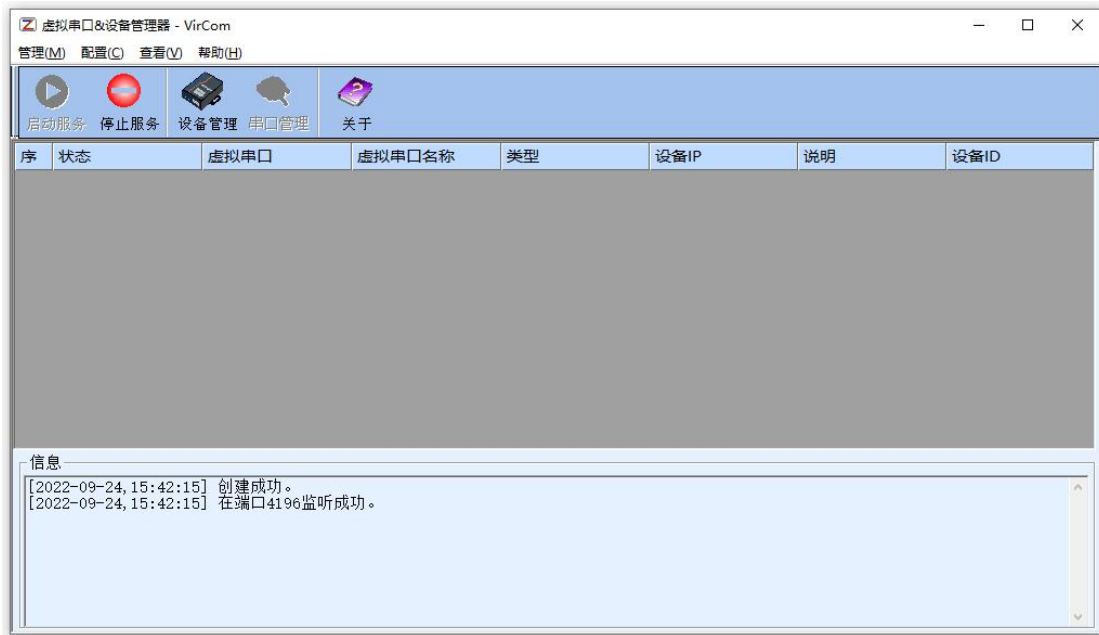 虚拟串口&设备管理器 - VirCom
管理(M) 配置(C) 查看(V) 帮助(H)
启动服务 停止服务 设备管理 串口管理 关于
序 状态 虚拟串口 虚拟串口名称 类型 设备IP 说明 设备ID
信息
[2022-09-24,15:42:15] 创建成功。
[2022-09-24,15:42:15] 在端口4196监听成功。